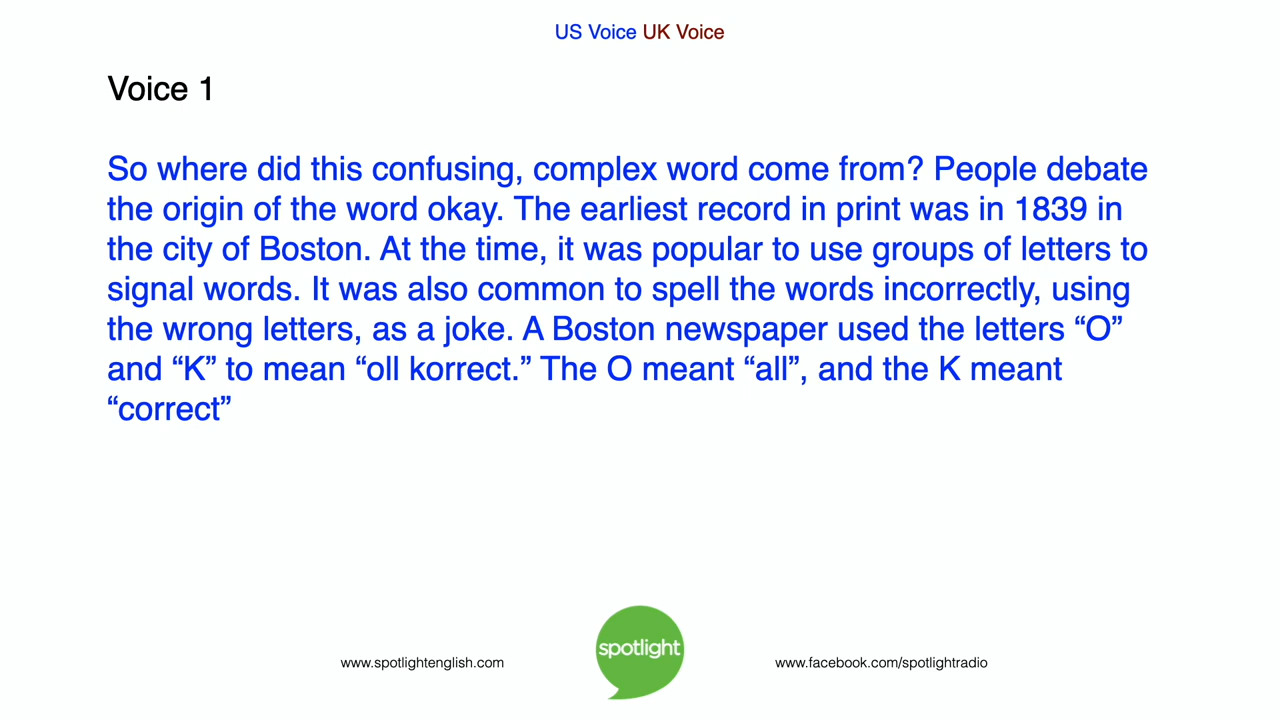 US Voice UK Voice
Voice 1
So where did this confusing, complex word come from? People debate
the origin of the word okay. The earliest record in print was in 1839 in
the city of Boston. At the time, it was popular to use groups of letters to
signal words. It was also common to spell the words incorrectly, using
the wrong letters, as a joke. A Boston newspaper used the letters “O”
and “K” to mean “oll korrect.” The O meant “all”, and the K meant
“correct”
www.spotlightenglish.com
spotlight
www.facebook.com/spotlightradio